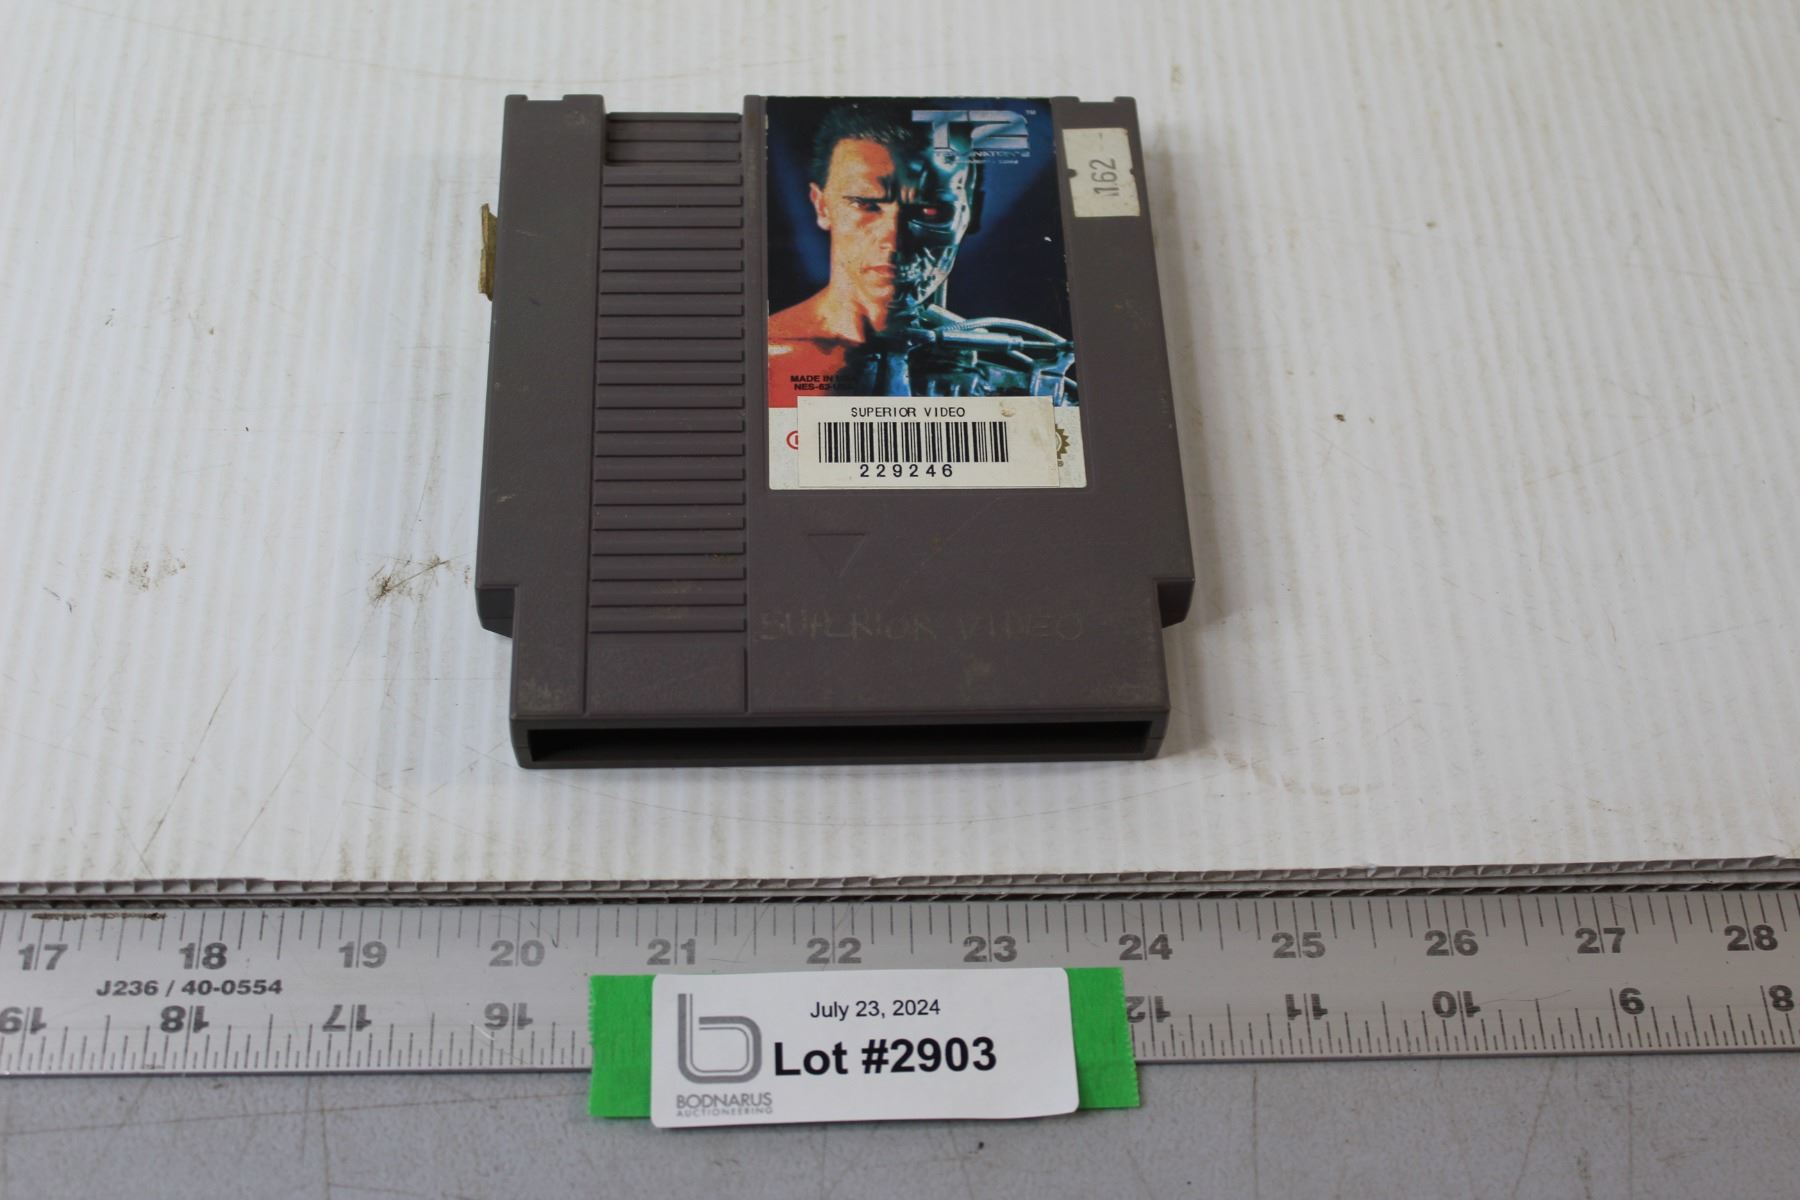 T2™
162
MADE IN
SUPERIOR VIDEO
229246
SUPERIOR VIDEO
17 18 19 20 21 22 23 24 25 26 27 28
J236 / 40-0554
19 18 17 16 12 11 10 9 8
July 23, 2024
Lot #2903
BODNARUS
AUCTIONEERING